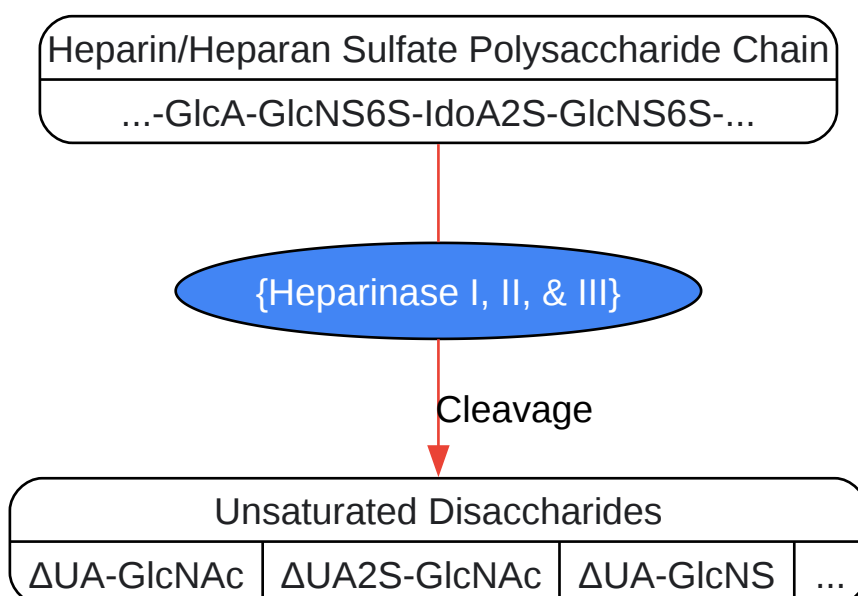 Heparin/Heparan Sulfate Polysaccharide Chain
...-GlcA-GlcNS6S-IdoA2S-GlcNS6S-...
{Heparinase I, II, & III}
Cleavage
Unsaturated Disaccharides
ΔUA-GlcNAc ΔUA2S-GlcNAc ΔUA-GlcNS ...